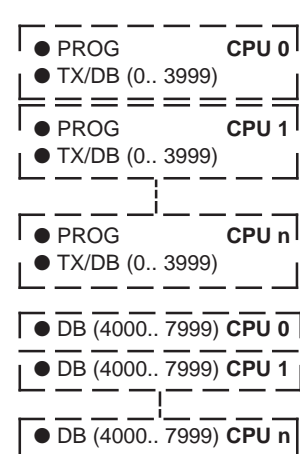 ● PROG CPU 0
● TX/DB (0.. 3999)
● PROG CPU 1
● TX/DB (0.. 3999)
● PROG CPU n
● TX/DB (0.. 3999)
● DB (4000.. 7999) CPU 0
● DB (4000.. 7999) CPU 1
● DB (4000.. 7999) CPU n